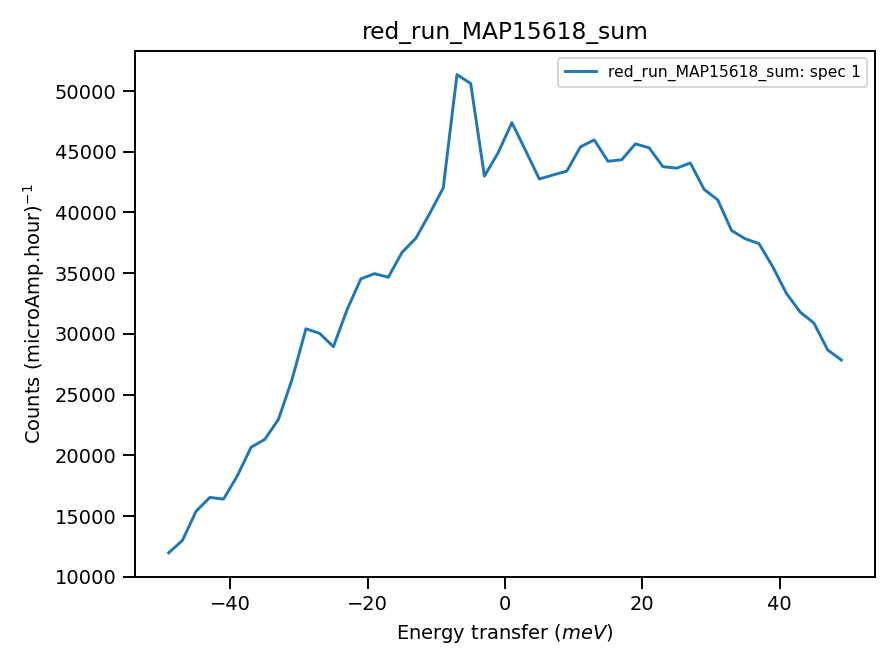 red_run_MAP15618_sum
red_run_MAP15618_sum: spec 1
Counts (microAmp.hour)⁻¹
50000
45000
40000
35000
30000
25000
20000
15000
10000
−40 −20 0 20 40
Energy transfer (meV)